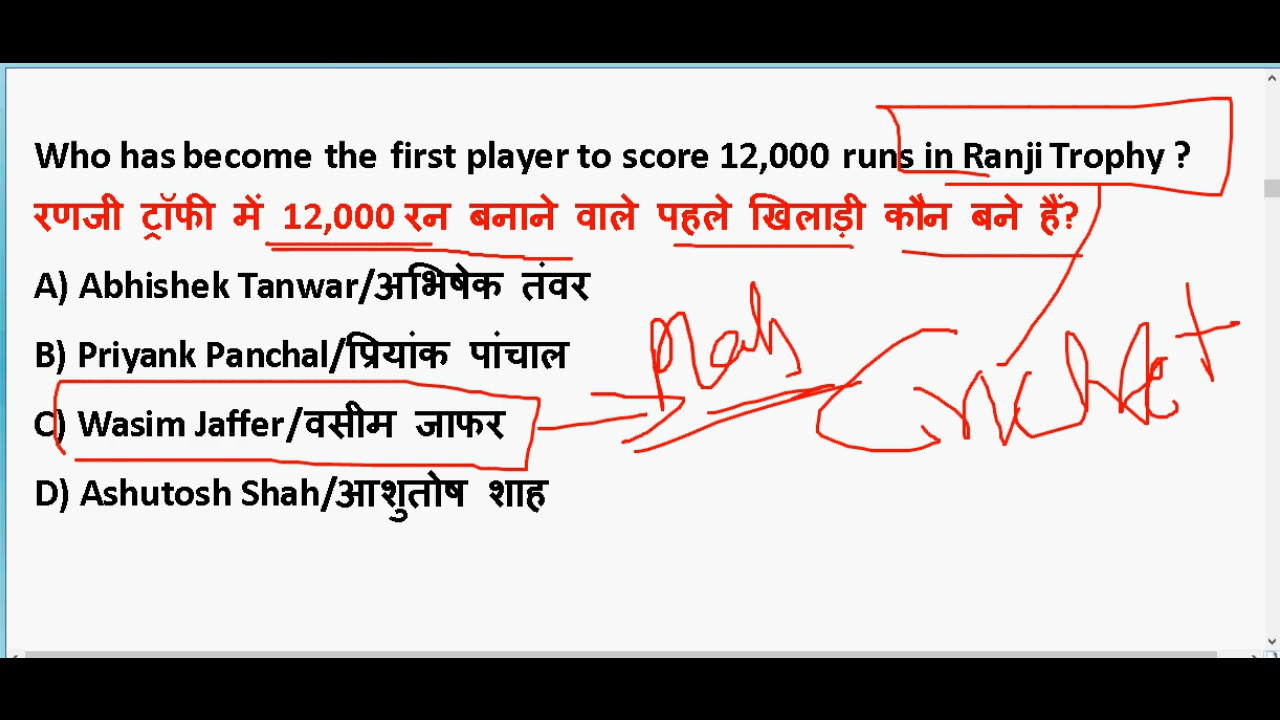 Who has become the first player to score 12,000 runs in Ranji Trophy ?
रणजी ट्रॉफी में 12,000 रन बनाने वाले पहले खिलाड़ी कौन बने हैं?
A) Abhishek Tanwar/अभिषेक तंवर
B) Priyank Panchal/प्रियांक पांचाल
C) Wasim Jaffer/वसीम जाफर
D) Ashutosh Shah/आशुतोष शाह